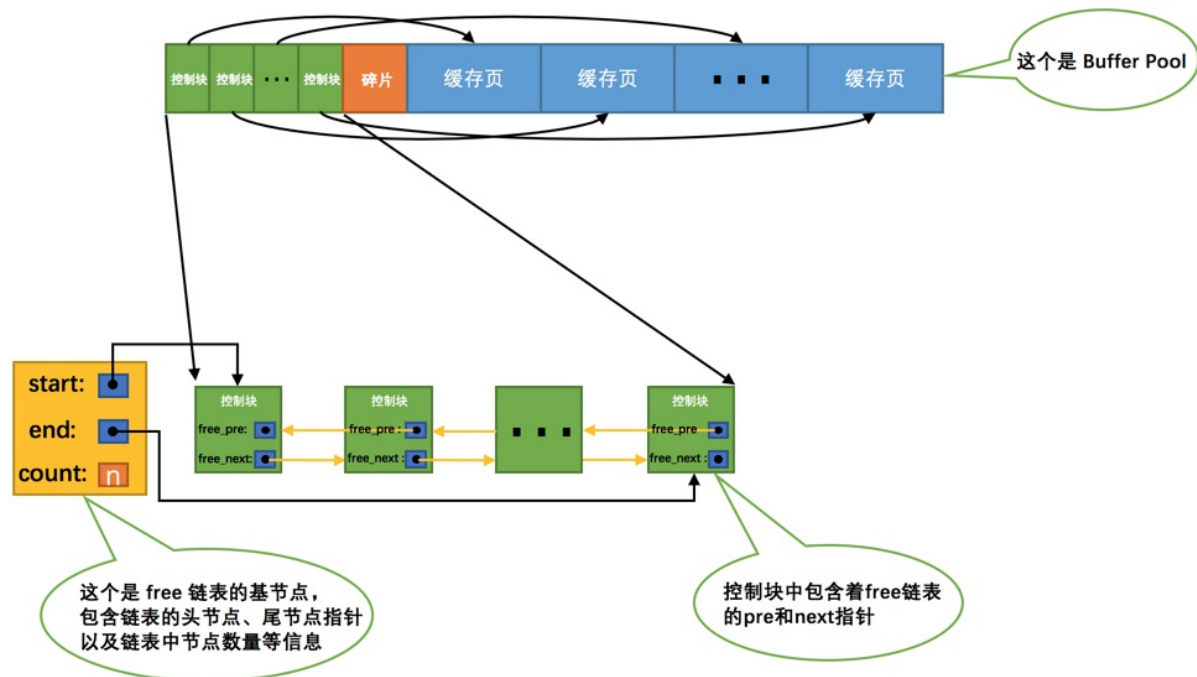 控制块 控制块 ··· 控制块 碎片 缓存页 缓存页 ··· 缓存页
这个是 Buffer Pool
start:
end:
count: n
控制块
free_pre:
free_next:
控制块
free_pre :
free_next :
···
控制块
free_pre
free_next :
这个是 free 链表的基节点，
包含链表的头节点、尾节点指针
以及链表中节点数量等信息
控制块中包含着free链表
的pre和next指针